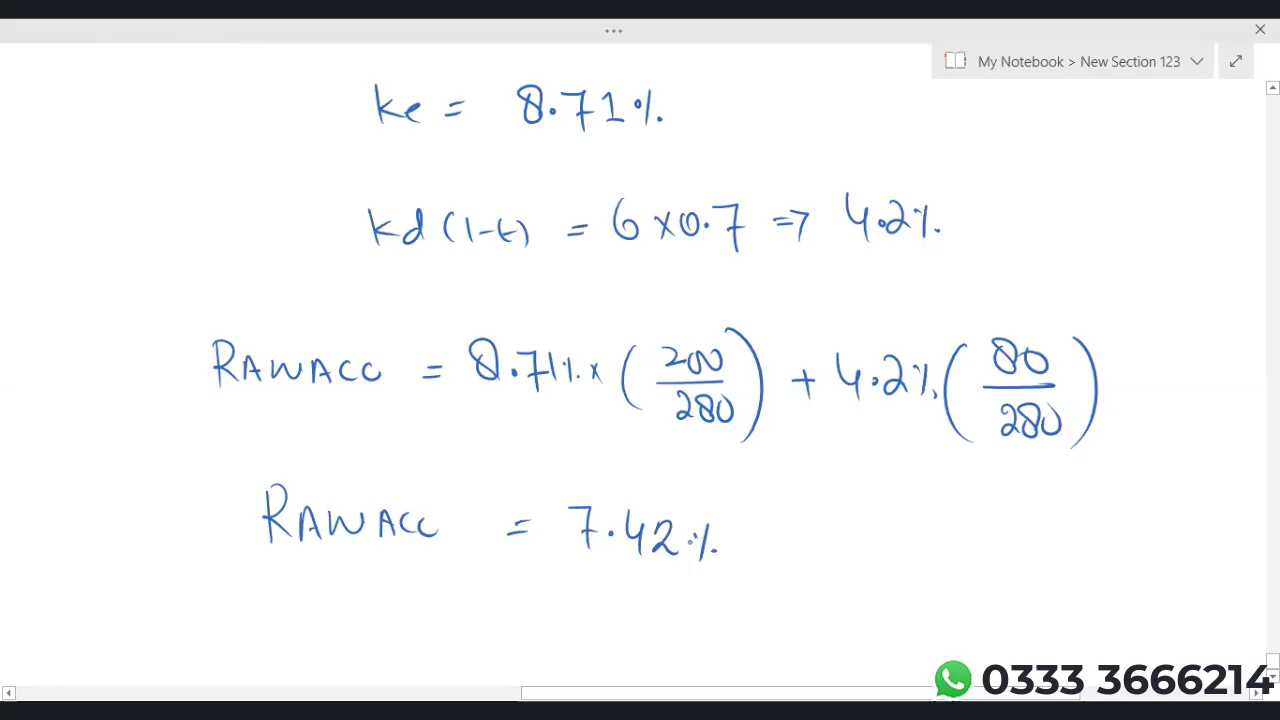 ...
My Notebook > New Section 123
ke = 8.71%
kd (1-t) = 6 x 0.7 => 4.2%
RAWACC = 8.71% x (200/280) + 4.2% (80/280)
RAWACC = 7.42%
0333 3666214